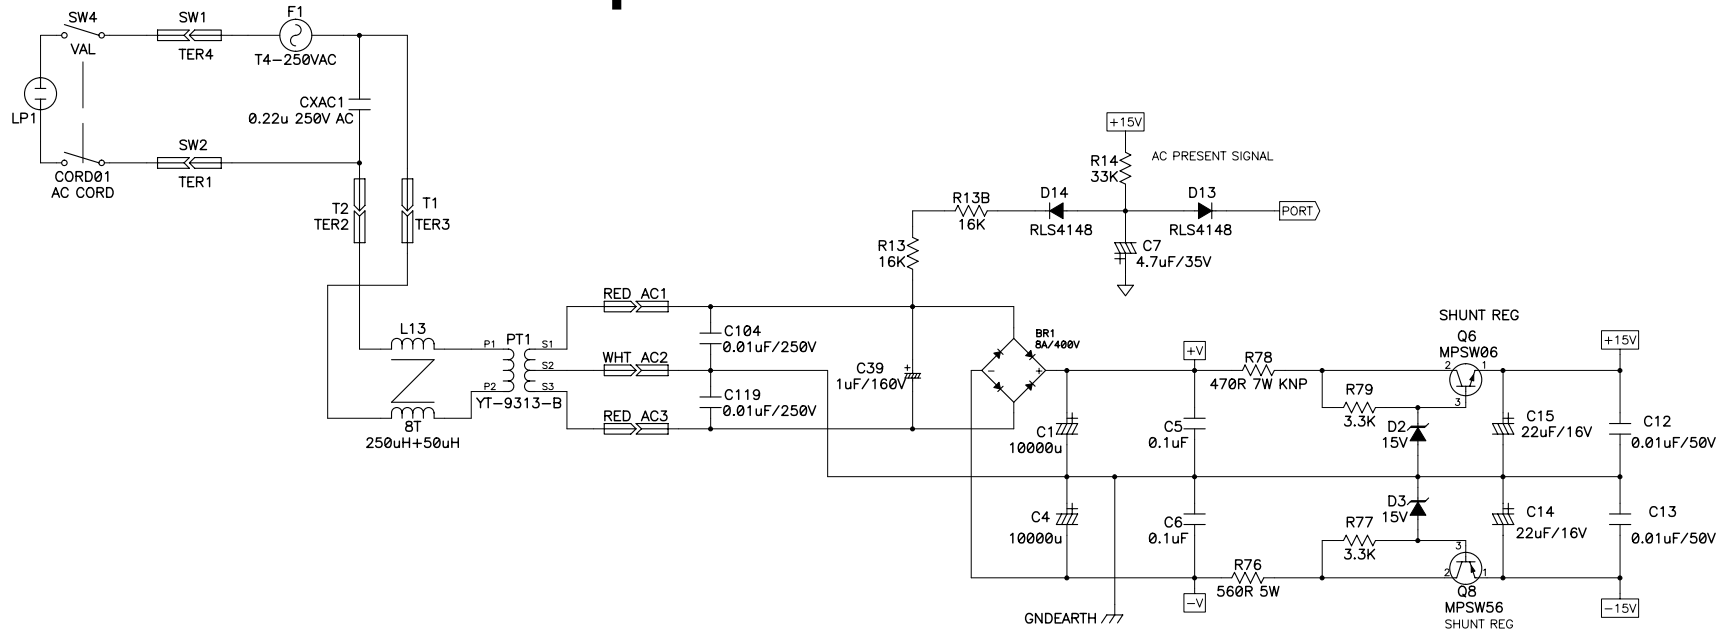 SW4
VAL
SW1
TER4
F1
T4-250VAC
LP1
CXAC1
0.22u 250V AC
CORD01
AC CORD
SW2
TER1
T2
TER2
T1
TER3
+15V
R14
33K
AC PRESENT SIGNAL
R13B
16K
D14
RLS4148
D13
RLS4148
PORT
R13
16K
C7
4.7uF/35V
+
L13
8T
250uH+50uH
P1
P2
PT1
S1
S2
S3
YT-9313-B
RED AC1
WHT AC2
RED AC3
C104
0.01uF/250V
C119
0.01uF/250V
C39
1uF/160V
+
BR1
8A/400V
-
+
+V
R78
470R 7W KNP
SHUNT REG
Q6
MPSW06
2
1
3
+15V
R79
3.3K
D2
15V
C1
10000u
+
C5
0.1uF
+
C15
22uF/16V
C12
0.01uF/50V
C4
10000u
+
C6
0.1uF
D3
15V
R77
3.3K
+
C14
22uF/16V
C13
0.01uF/50V
3
2
1
R76
560R 5W
-V
Q8
MPSW56
SHUNT REG
-15V
GNDEARTH